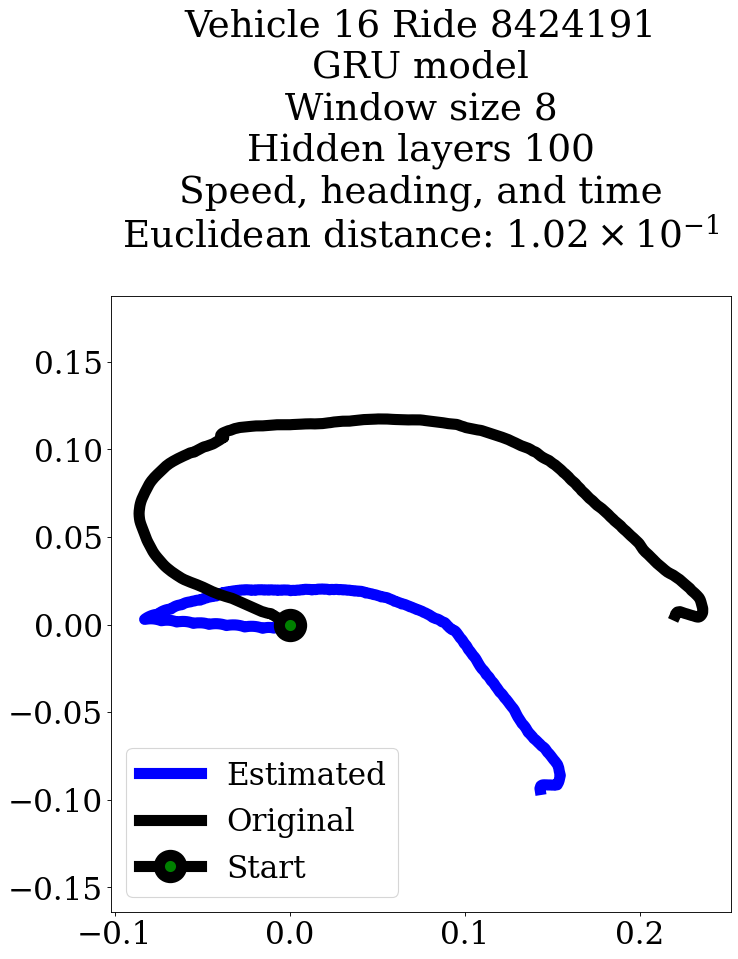 Vehicle 16 Ride 8424191
GRU model
Window size 8
Hidden layers 100
Speed, heading, and time
Euclidean distance: 1.02 × 10⁻¹
0.15
0.10
0.05
0.00
−0.05
−0.10
−0.15
Estimated
Original
Start
−0.1
0.0
0.1
0.2